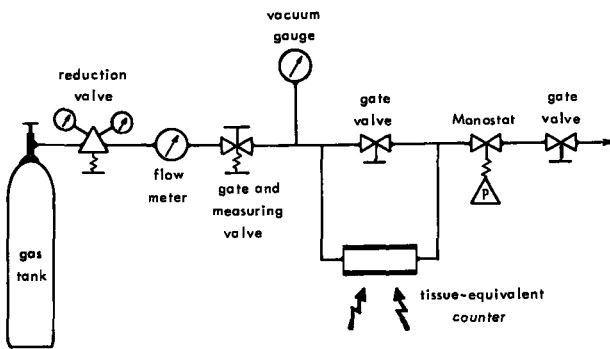 vacuum
gauge
reduction
valve
gate
valve
Manostat
gate
valve
flow
meter
gate and
measuring
valve
P
gas
tank
tissue-equivalent
counter